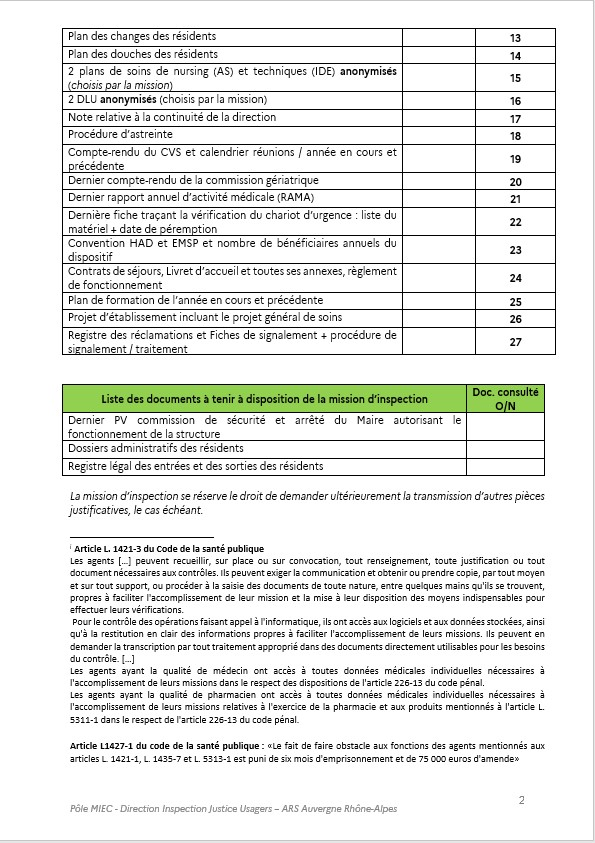 Plan des changes des résidents 13
Plan des douches des résidents 14
2 plans de soins de nursing (AS) et techniques (IDE) anonymisés
(choisis par la mission) 15
2 DLU anonymisés (choisis par la mission) 16
Note relative à la continuité de la direction 17
Procédure d’astreinte 18
Compte-rendu du CVS et calendrier réunions / année en cours et
précédente 19
Dernier compte-rendu de la commission gériatrique 20
Dernier rapport annuel d’activité médicale (RAMA) 21
Dernière fiche traçant la vérification du chariot d’urgence : liste du
matériel + date de péremption 22
Convention HAD et EMSP et nombre de bénéficiaires annuels du
dispositif 23
Contrats de séjours, Livret d’accueil et toutes ses annexes, règlement
de fonctionnement 24
Plan de formation de l’année en cours et précédente 25
Projet d’établissement incluant le projet général de soins 26
Registre des réclamations et Fiches de signalement + procédure de
signalement / traitement 27
Liste des documents à tenir à disposition de la mission d’inspection Doc. consulté
O/N
Dernier PV commission de sécurité et arrêté du Maire autorisant le
fonctionnement de la structure
Dossiers administratifs des résidents
Registre légal des entrées et des sorties des résidents
La mission d’inspection se réserve le droit de demander ultérieurement la transmission d’autres pièces
justificatives, le cas échéant.
i Article L. 1421-3 du Code de la santé publique
Les agents […] peuvent recueillir, sur place ou sur convocation, tout renseignement, toute justification ou tout
document nécessaires aux contrôles. Ils peuvent exiger la communication et obtenir ou prendre copie, par tout moyen
et sur tout support, ou procéder à la saisie des documents de toute nature, entre quelques mains qu'ils se trouvent,
propres à faciliter l'accomplissement de leur mission et la mise à leur disposition des moyens indispensables pour
effectuer leurs vérifications.
Pour le contrôle des opérations faisant appel à l'informatique, ils ont accès aux logiciels et aux données stockées, ainsi
qu'à la restitution en clair des informations propres à faciliter l'accomplissement de leurs missions. Ils peuvent en
demander la transcription par tout traitement approprié dans des documents directement utilisables pour les besoins
du contrôle. […]
Les agents ayant la qualité de médecin ont accès à toutes données médicales individuelles nécessaires à
l'accomplissement de leurs missions dans le respect des dispositions de l'article 226-13 du code pénal.
Les agents ayant la qualité de pharmacien ont accès à toutes données médicales individuelles nécessaires à
l'accomplissement de leurs missions relatives à l'exercice de la pharmacie et aux produits mentionnés à l'article L.
5311-1 dans le respect de l'article 226-13 du code pénal.
Article L1427-1 du code de la santé publique : «Le fait de faire obstacle aux fonctions des agents mentionnés aux
articles L. 1421-1, L. 1435-7 et L. 5313-1 est puni de six mois d'emprisonnement et de 75 000 euros d'amende»
2
Pôle MIEC - Direction Inspection Justice Usagers – ARS Auvergne Rhône-Alpes